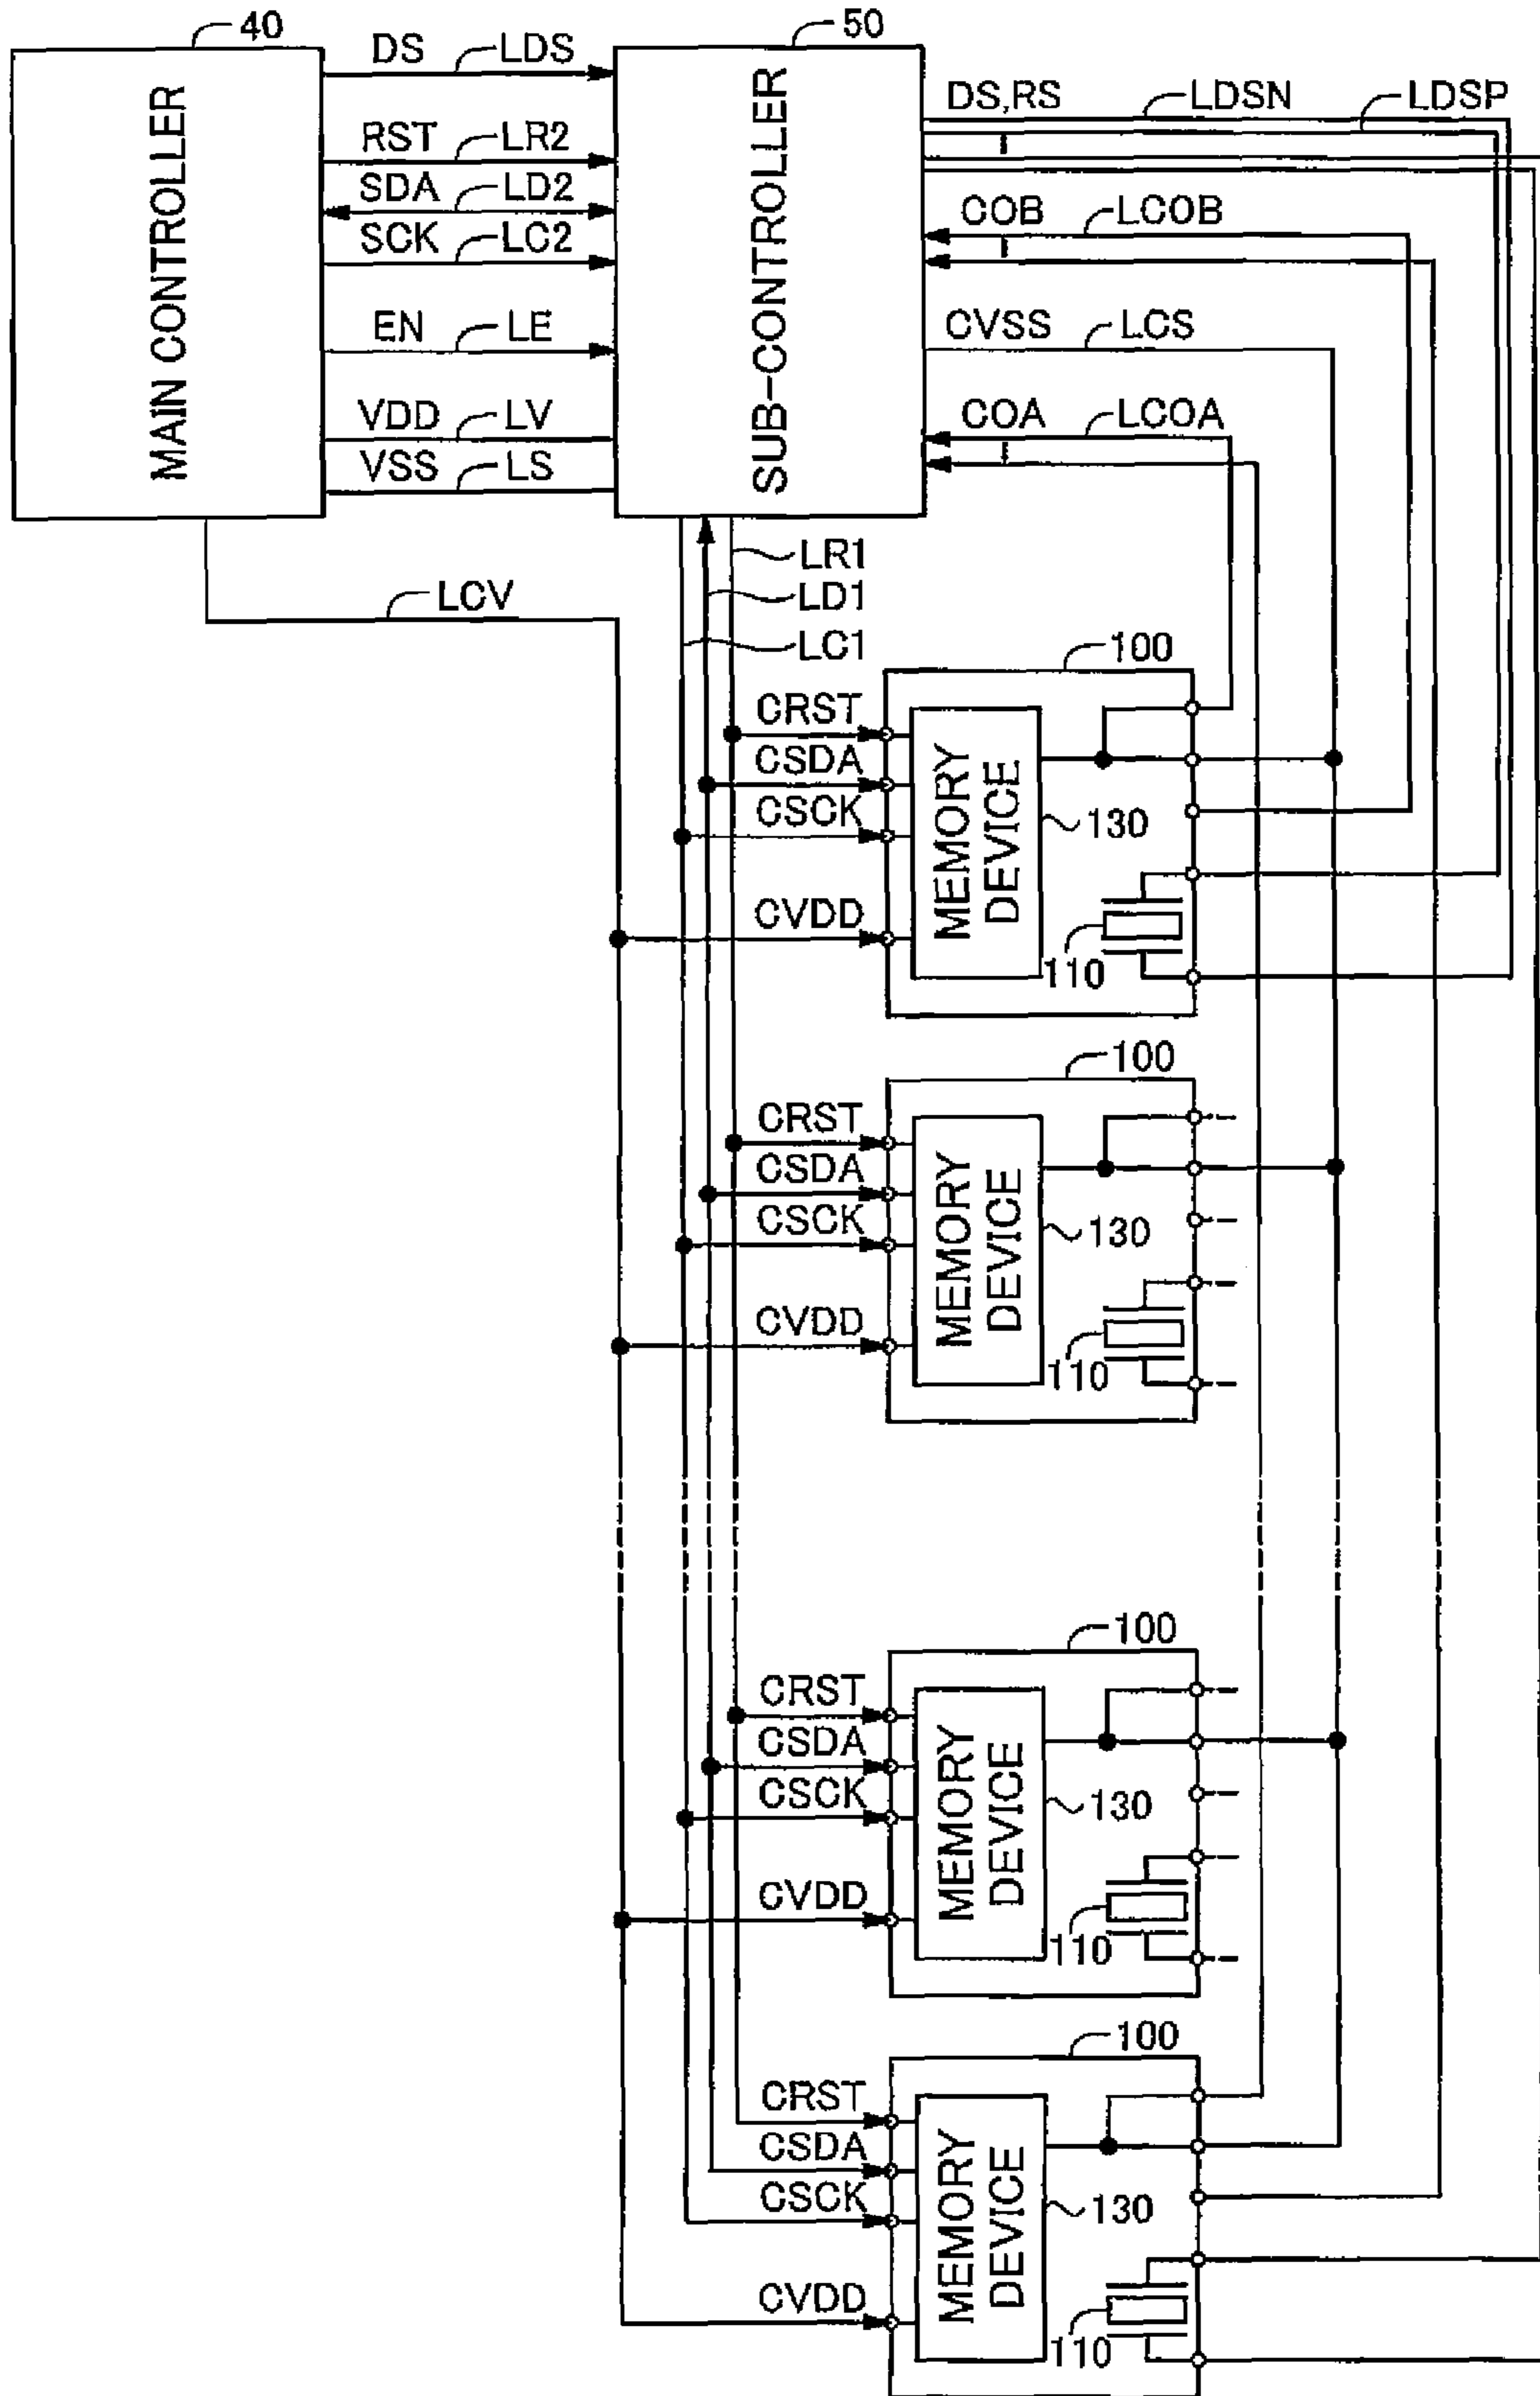 40
MAIN CONTROLLER
DS
LDS
RST
LR2
SDA
LD2
SCK
LC2
EN
LE
VDD
LV
VSS
LS
50
SUB-CONTROLLER
DS,RS
LDSN
LDSP
COB
LCOB
CVSS
LCS
COA
LCOA
LR1
LD1
LC1
LCV
100
CRST
CSDA
CSCK
CVDD
MEMORY
DEVICE
130
110
100
CRST
CSDA
CSCK
CVDD
MEMORY
DEVICE
130
110
100
CRST
CSDA
CSCK
CVDD
MEMORY
DEVICE
130
110
100
CRST
CSDA
CSCK
CVDD
MEMORY
DEVICE
130
110